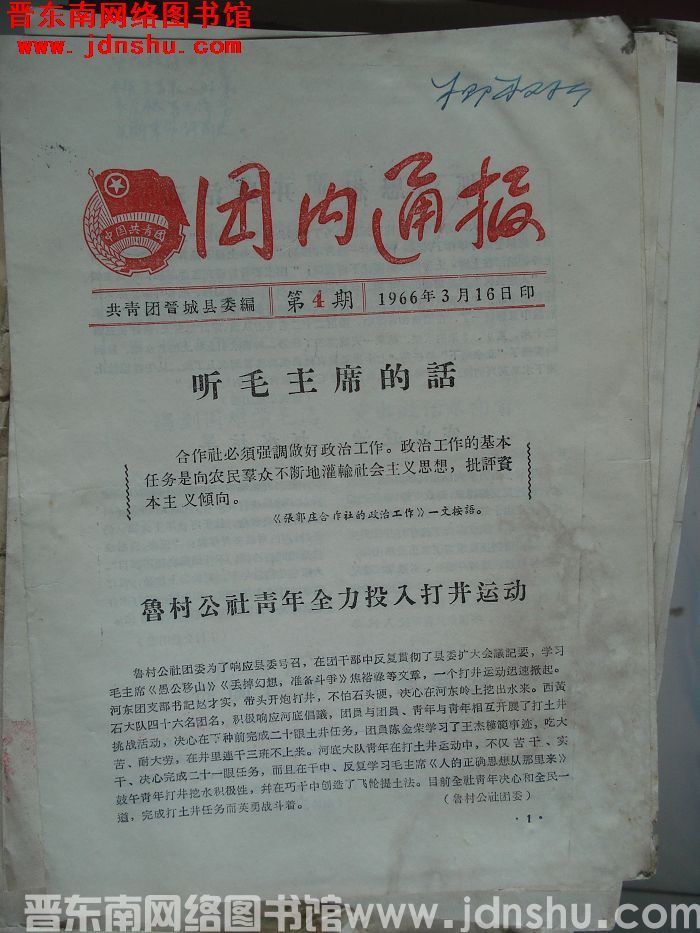 晋东南网络图书馆
www.jdnshu.com
中国共青团
团内通报
共青团晉城县委編
第4期
1966年3月16日印
听毛主席的話
合作社必須强調做好政治工作。政治工作的基本
任务是向农民羣众不断地灌輸社会主义思想，批評資
本主义傾向。
《張郭庄合作社的政治工作》一文按語。
魯村公社青年全力投入打井运动
魯村公社团委为了响应县委号召，在团干部中反复貫彻了县委扩大会議記要，学习
毛主席《愚公移山》《丢掉幻想，准备斗爭》焦裕祿等文章，一个打井运动迅速掀起。
河东团支部书記赵才实，带头开炮打井，不怕石头硬，决心在河东岭上挖出水来。西黃
石大队四十六名团名，积极响应河底倡議，团员与团員、青年与青年相互开展了打土井
挑战活动，决心在下种前完成二十眼土井任务，团員陈金荣学习了王杰模范事迹，吃大
苦、耐大劳，在井里連干三班不上来。河底大队青年在打土井运动中，不仅苦干、实
干、决心完成二十一眼任务，而且在干中、反复学习毛主席《人的正确思想从那里来》
鼓午青年打井挖水积极性，幷在巧干中创造了飞輪提土法。目前全社青年决心和全民一
道，完成打土井任务而英勇战斗着。
（魯村公社团委）
·1·
晋东南网络图书馆 www.jdnshu.com